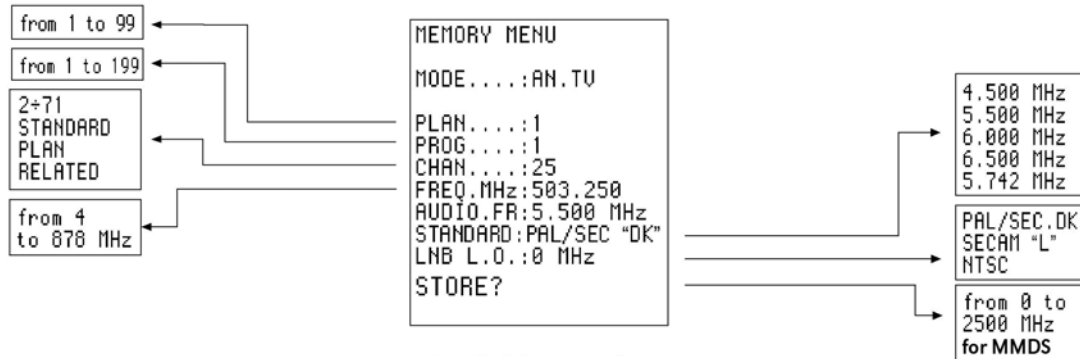 from 1 to 99
from 1 to 199
2÷71
STANDARD
PLAN
RELATED
from 4
to 878 MHz
MEMORY MENU
MODE....:AN.TV
PLAN....:1
PROG....:1
CHAN....:25
FREQ.MHz:503.250
AUDIO.FR:5.500 MHz
STANDARD:PAL/SEC "DK"
LNB L.O.:0 MHz
STORE?
4.500 MHz
5.500 MHz
6.000 MHz
6.500 MHz
5.742 MHz
PAL/SEC.DK
SECAM "L"
NTSC
from 0 to
2500 MHz
for MMDS